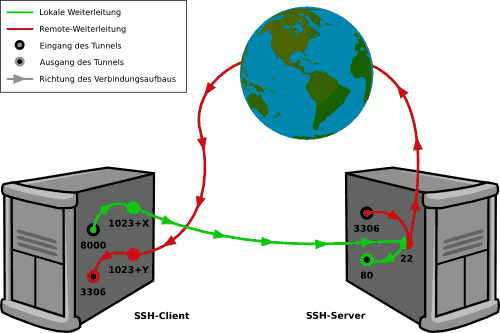 Lokale Weiterleitung
Remote-Weiterleitung
Eingang des Tunnels
Ausgang des Tunnels
Richtung des Verbindungsaufbaus
1023+X
8000
1023+Y
3306
3306
22
80
SSH-Client
SSH-Server